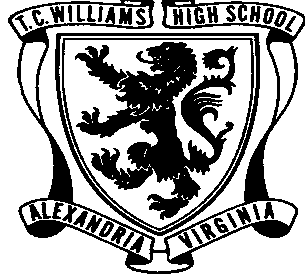 T.C. WILLIAMS HIGH SCHOOL
ALEXANDRIA VIRGINIA